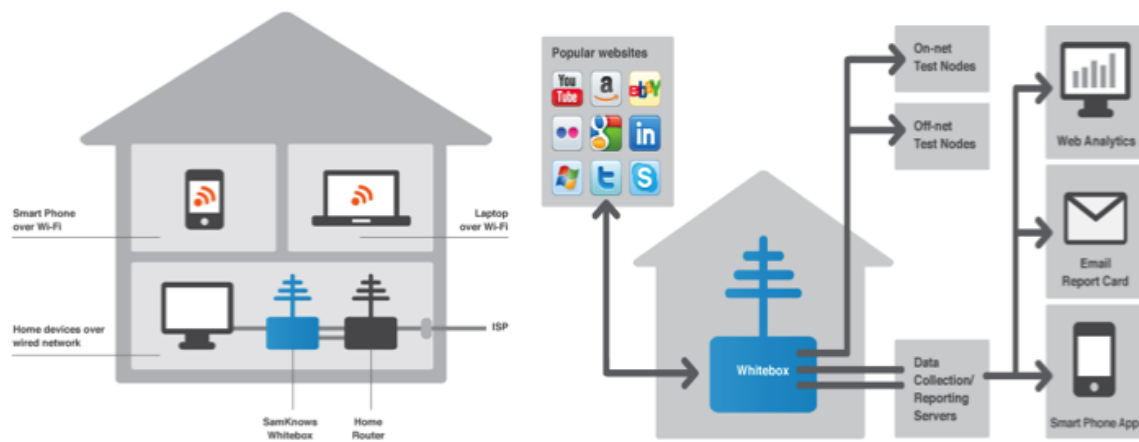 Smart Phone
over Wi-Fi
Laptop
over Wi-Fi
Home devices over
wired network
ISP
SamKnows
Whitebox
Home
Router
Popular websites
You
Tube
a
ebY
g
in
t
S
Whitebox
On-net
Test Nodes
Off-net
Test Nodes
Data
Collection/
Reporting
Servers
Web Analytics
Email
Report Card
Smart Phone App